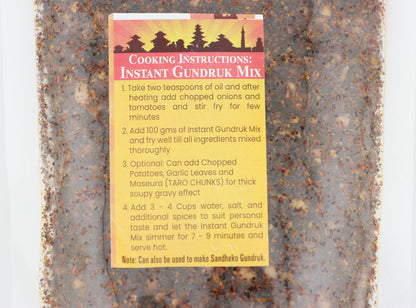 COOKING INSTRUCTIONS:
INSTANT GUNDRUK MIX
1. Take two teaspoons of oil and after
heating add chopped onions and
tomatoes and stir fry for few
minutes
2. Add 100 gms of Instant Gundruk Mix
and fry well till all ingredients mixed
thoroughly
3. Optional: Can add Chopped
Potatoes, Garlic Leaves and
Maseura (TARO CHUNKS) for thick
soupy gravy effect
4. Add 3 - 4 Cups water, salt, and
additional spices to suit personal
taste and let the Instant Gundruk
Mix simmer for 7 - 9 minutes and
serve hot.
Note: Can also be used to make Sandheko Gundruk.